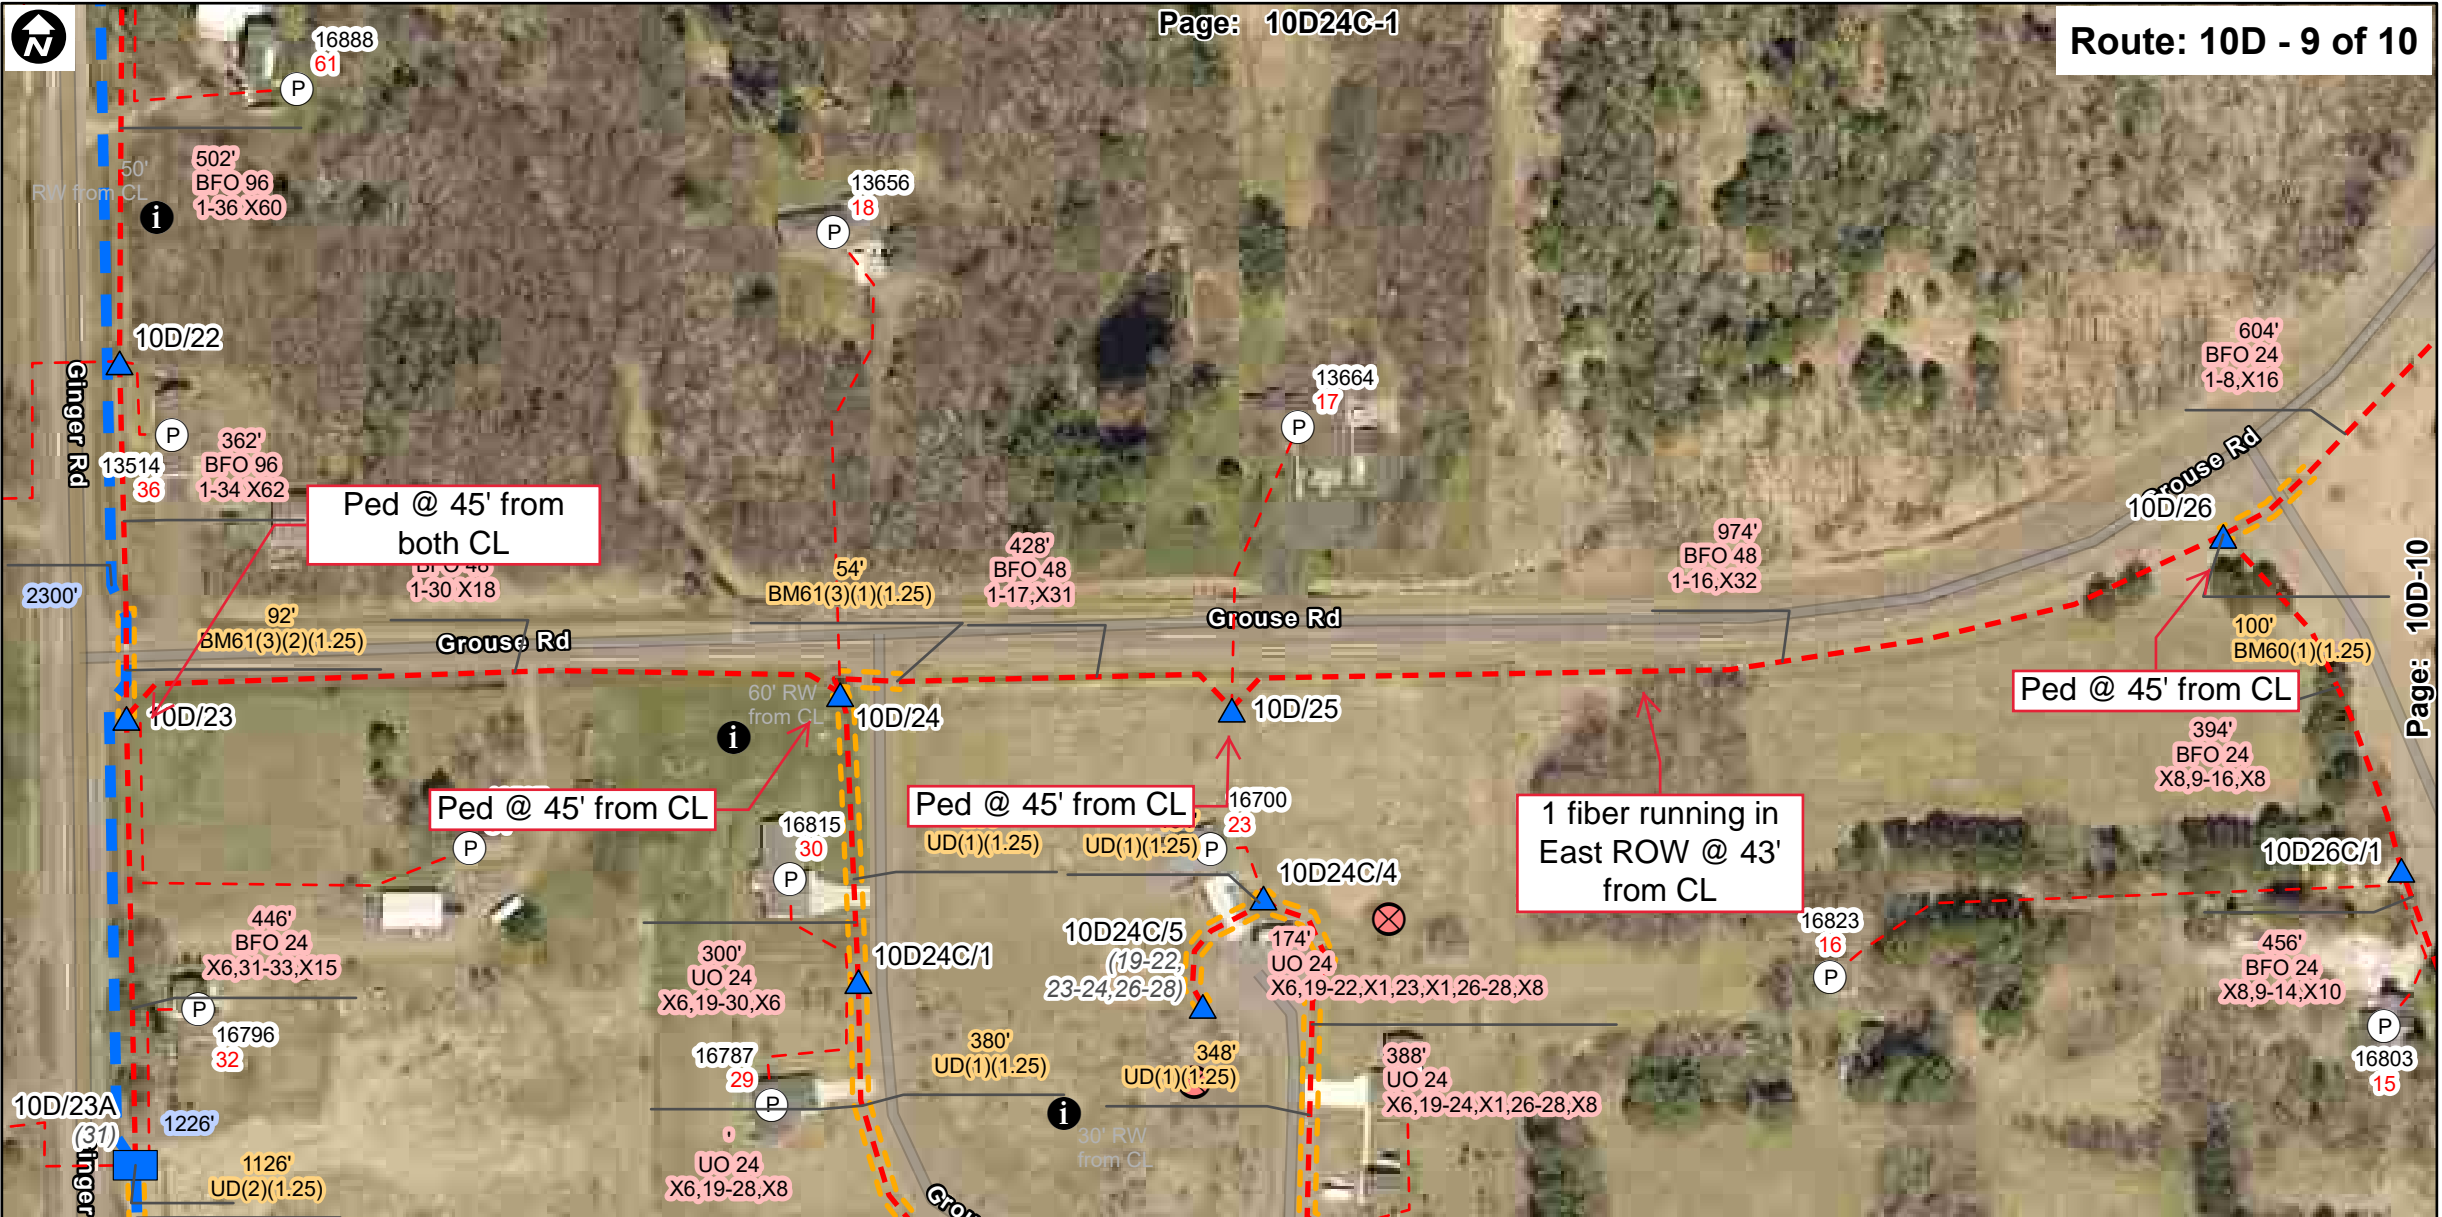 N
Page: 10D24C-1
Route: 10D - 9 of 10
16888
61
P
502'
BFO 96
1-36 X60
50'
RW from CL
i
13656
18
P
10D/22
Ginger Rd
P
13514
36
362'
BFO 96
1-34 X62
Ped @ 45' from
both CL
BFO 48
1-30 X18
13664
17
P
604'
BFO 24
1-8,X16
Grouse Rd
10D/26
2300'
92'
BM61(3)(2)(1.25)
Grouse Rd
54'
BM61(3)(1)(1.25)
428'
BFO 48
1-17,X31
Grouse Rd
974'
BFO 48
1-16,X32
100'
BM60(1)(1.25)
Page: 10D-10
10D/23
60' RW
from CL
i
10D/24
10D/25
Ped @ 45' from CL
394'
BFO 24
X8,9-16,X8
Ped @ 45' from CL
P
Ped @ 45' from CL
16700
23
P
1 fiber running in
East ROW @ 43'
from CL
16815
30
P
UD(1)(1.25)
UD(1)(1.25)
10D24C/4
10D26C/1
446'
BFO 24
X6,31-33,X15
P
16796
32
300'
UO 24
X6,19-30,X6
10D24C/1
10D24C/5
(19-22,
23-24,26-28)
174'
UO 24
X6,19-22,X1,23,X1,26-28,X8
16823
16
P
456'
BFO 24
X8,9-14,X10
P
16803
15
16787
29
P
380'
UD(1)(1.25)
348'
UD(1)(1.25)
388'
UO 24
X6,19-24,X1,26-28,X8
i
30' RW
from CL
10D/23A
(31)
1226'
1126'
UD(2)(1.25)
'
UO 24
X6,19-28,X8
Ginger
Grou